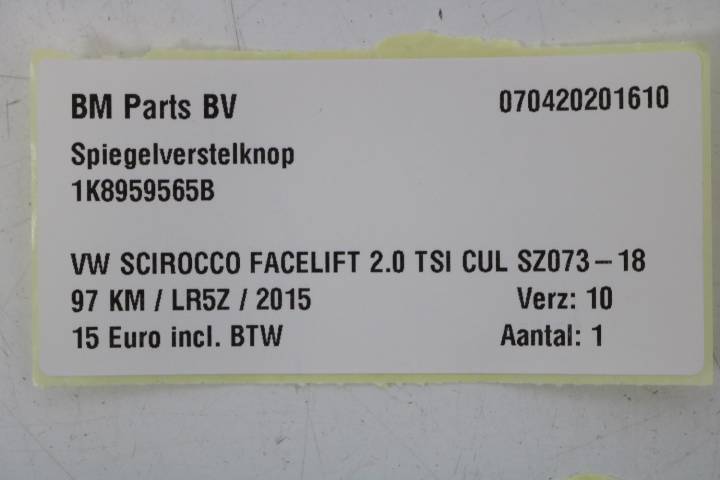 BM Parts BV 070420201610
Spiegelverstelknop
1K8959565B
VW SCIROCCO FACELIFT 2.0 TSI CUL SZ073-18
97 KM / LR5Z / 2015 Verz: 10
15 Euro incl. BTW Aantal: 1